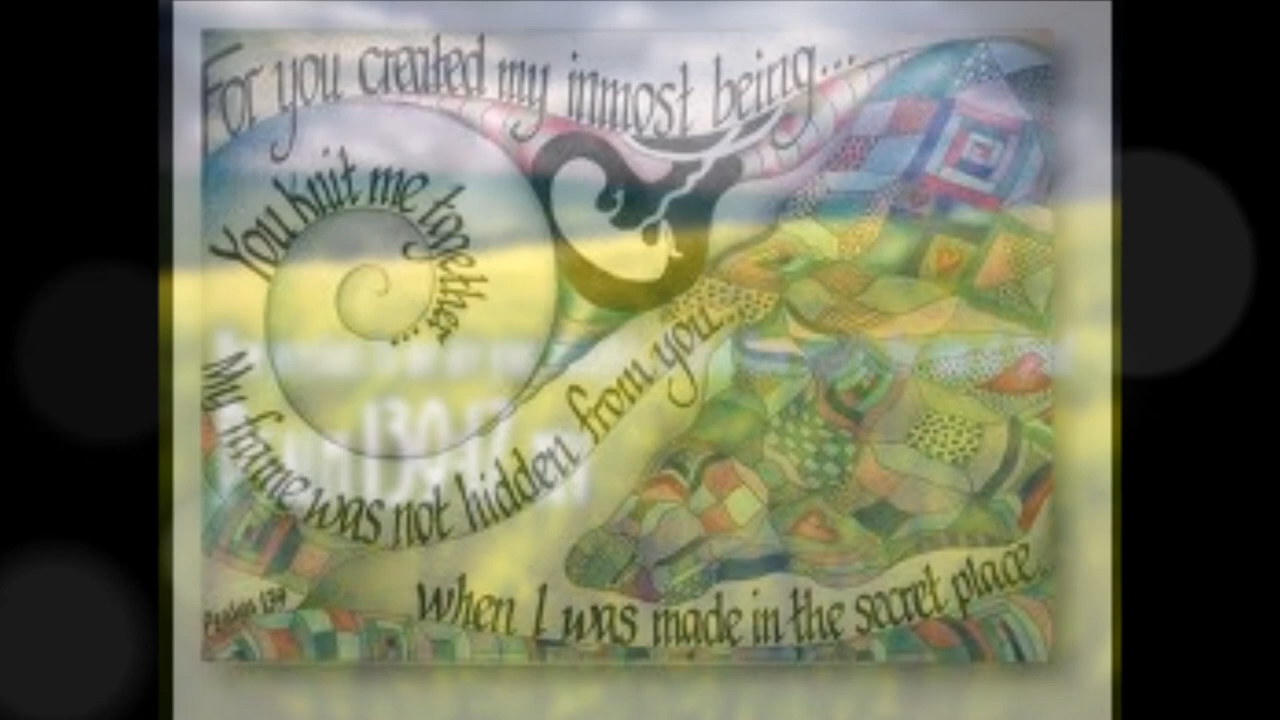 For you created my inmost being...
You knit me together...
My frame was not hidden from you...
when I was made in the secret place...
Psalm 139